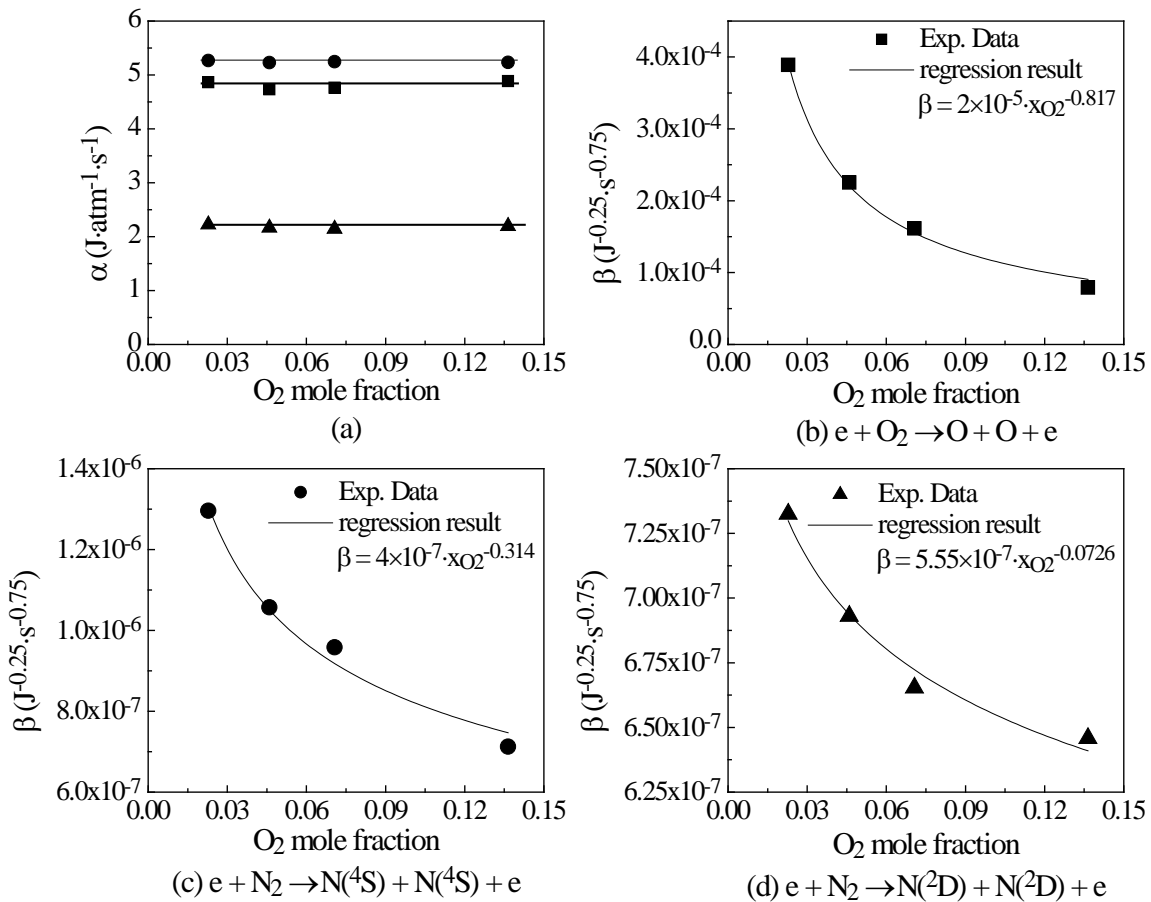 6
5
4
3
2
1
0
α (J·atm⁻¹·s⁻¹)
0.00 0.03 0.06 0.09 0.12 0.15
O₂ mole fraction
(a)
4.0x10⁻⁴
3.0x10⁻⁴
2.0x10⁻⁴
1.0x10⁻⁴
0.0
β (J⁻⁰·²⁵·s⁻⁰·⁷⁵)
Exp. Data
regression result
β = 2×10⁻⁵·x_O2^-0.817
0.00 0.03 0.06 0.09 0.12 0.15
O₂ mole fraction
(b) e + O₂ →O + O + e
1.4x10⁻⁶
1.2x10⁻⁶
1.0x10⁻⁶
8.0x10⁻⁷
6.0x10⁻⁷
β (J⁻⁰·²⁵·s⁻⁰·⁷⁵)
Exp. Data
regression result
β = 4×10⁻⁷·x_O2^-0.314
0.00 0.03 0.06 0.09 0.12 0.15
O₂ mole fraction
(c) e + N₂ →N(⁴S) + N(⁴S) + e
7.50x10⁻⁷
7.25x10⁻⁷
7.00x10⁻⁷
6.75x10⁻⁷
6.50x10⁻⁷
6.25x10⁻⁷
β (J⁻⁰·²⁵·s⁻⁰·⁷⁵)
Exp. Data
regression result
β = 5.55×10⁻⁷·x_O2^-0.0726
0.00 0.03 0.06 0.09 0.12 0.15
O₂ mole fraction
(d) e + N₂ →N(²D) + N(²D) + e